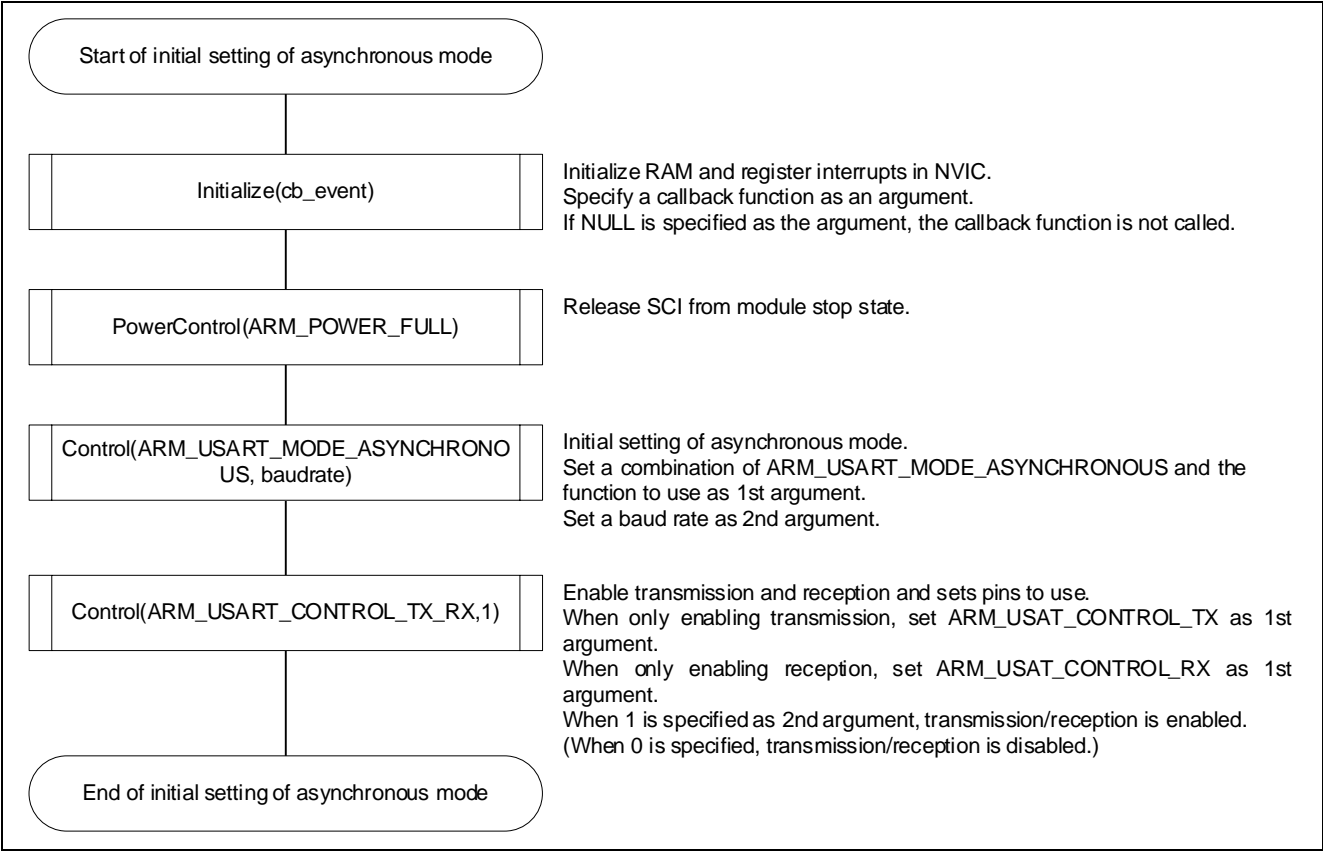 Start of initial setting of asynchronous mode
Initialize(cb_event)
Initialize RAM and register interrupts in NVIC.
Specify a callback function as an argument.
If NULL is specified as the argument, the callback function is not called.
PowerControl(ARM_POWER_FULL)
Release SCI from module stop state.
Control(ARM_USART_MODE_ASYNCHRONO
US, baudrate)
Initial setting of asynchronous mode.
Set a combination of ARM_USART_MODE_ASYNCHRONOUS and the
function to use as 1st argument.
Set a baud rate as 2nd argument.
Control(ARM_USART_CONTROL_TX_RX,1)
Enable transmission and reception and sets pins to use.
When only enabling transmission, set ARM_USAT_CONTROL_TX as 1st
argument.
When only enabling reception, set ARM_USAT_CONTROL_RX as 1st
argument.
When 1 is specified as 2nd argument, transmission/reception is enabled.
(When 0 is specified, transmission/reception is disabled.)
End of initial setting of asynchronous mode